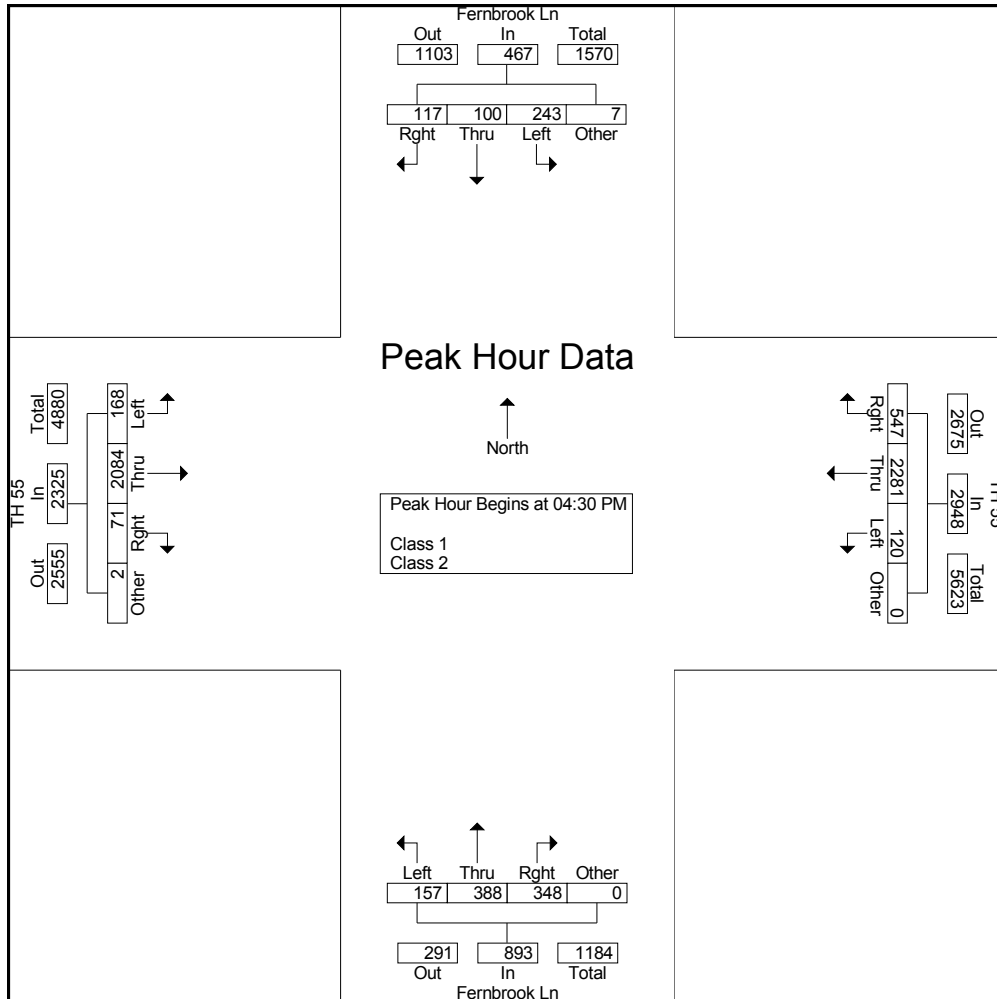 Fernbrook Ln
Out In Total
1103 467 1570
117 100 243 7
Rght Thru Left Other
Peak Hour Data
North
Peak Hour Begins at 04:30 PM
Class 1
Class 2
TH 55
Out In Total
2555 2325 4880
Left Thru Rght Other
168 2084 71 2
Out In Total
2675 2948 5623
Rght Thru Left Other
547 2281 120 0
Left Thru Rght Other
157 388 348 0
291 893 1184
Out In Total
Fernbrook Ln